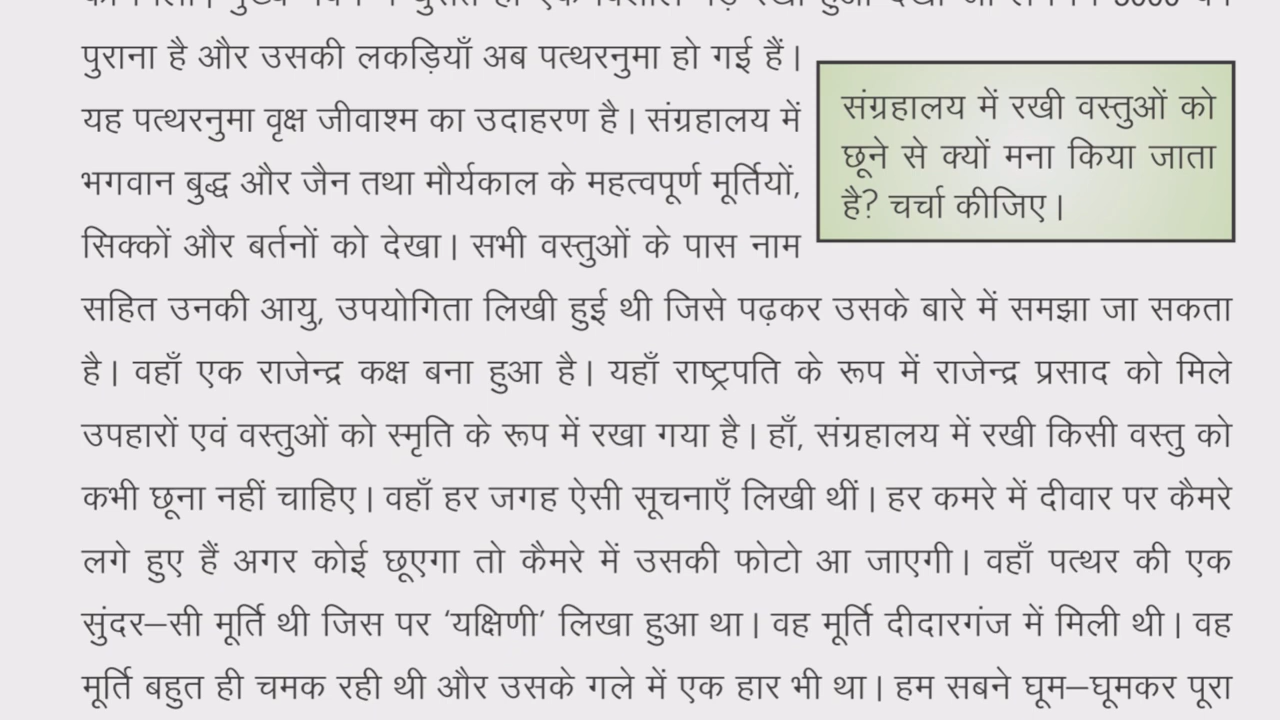 पुराना है और उसकी लकड़ियाँ अब पत्थरनुमा हो गई हैं।
यह पत्थरनुमा वृक्ष जीवाश्म का उदाहरण है। संग्रहालय में
भगवान बुद्ध और जैन तथा मौर्यकाल के महत्वपूर्ण मूर्तियों,
सिक्कों और बर्तनों को देखा। सभी वस्तुओं के पास नाम
संग्रहालय में रखी वस्तुओं को
छूने से क्यों मना किया जाता
है? चर्चा कीजिए।
सहित उनकी आयु, उपयोगिता लिखी हुई थी जिसे पढ़कर उसके बारे में समझा जा सकता
है। वहाँ एक राजेन्द्र कक्ष बना हुआ है। यहाँ राष्ट्रपति के रूप में राजेन्द्र प्रसाद को मिले
उपहारों एवं वस्तुओं को स्मृति के रूप में रखा गया है। हाँ, संग्रहालय में रखी किसी वस्तु को
कभी छूना नहीं चाहिए। वहाँ हर जगह ऐसी सूचनाएँ लिखी थीं। हर कमरे में दीवार पर कैमरे
लगे हुए हैं अगर कोई छूएगा तो कैमरे में उसकी फोटो आ जाएगी। वहाँ पत्थर की एक
सुंदर–सी मूर्ति थी जिस पर ‘यक्षिणी’ लिखा हुआ था। वह मूर्ति दीदारगंज में मिली थी। वह
मूर्ति बहुत ही चमक रही थी और उसके गले में एक हार भी था। हम सबने घूम–घूमकर पूरा